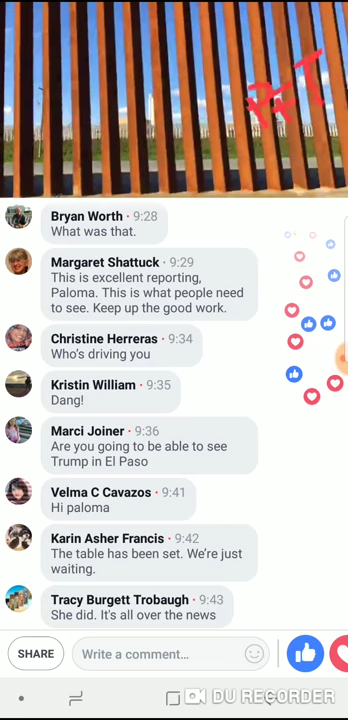 PFT
Bryan Worth • 9:28
What was that.
Margaret Shattuck • 9:29
This is excellent reporting,
Paloma. This is what people need
to see. Keep up the good work.
Christine Herreras • 9:34
Who's driving you
Kristin William • 9:35
Dang!
Marci Joiner • 9:36
Are you going to be able to see
Trump in El Paso
Velma C Cavazos • 9:41
Hi paloma
Karin Asher Francis • 9:42
The table has been set. We're just
waiting.
Tracy Burgett Trobaugh • 9:43
She did. It's all over the news
SHARE
Write a comment…
DU RECORDER